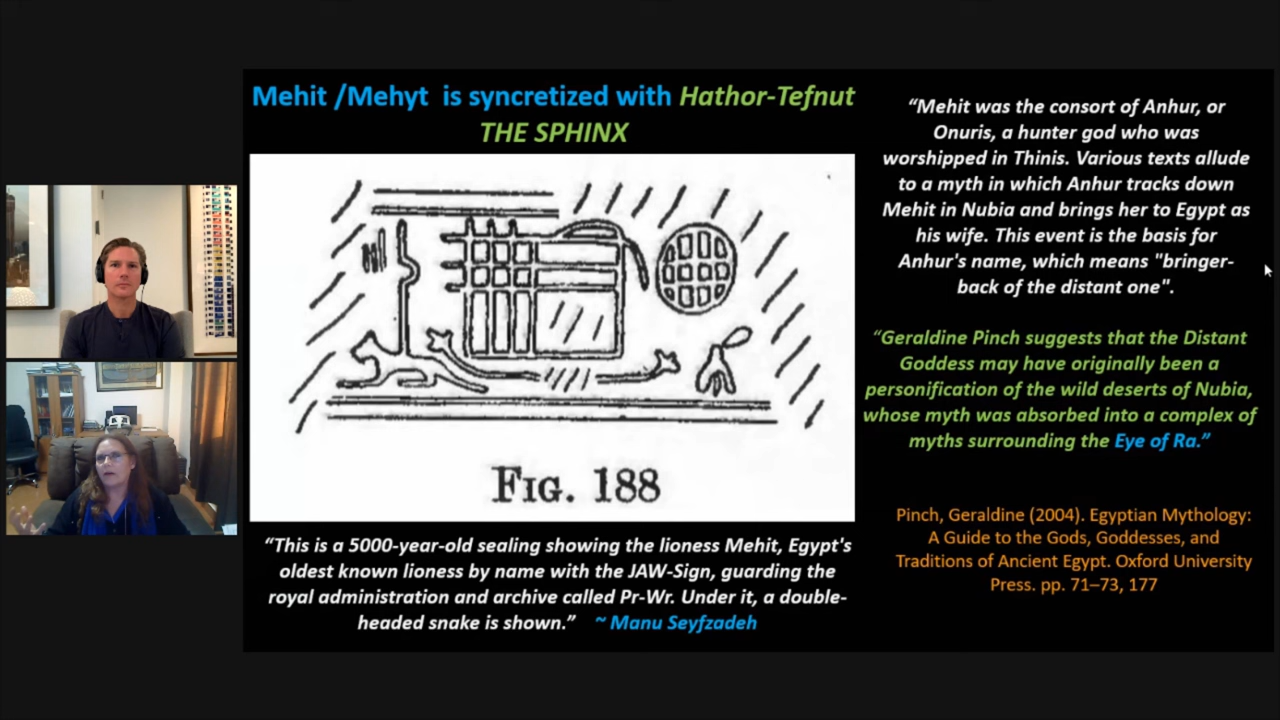 Mehit /Mehyt is syncretized with Hathor-Tefnut
THE SPHINX
FIG. 188
“This is a 5000-year-old sealing showing the lioness Mehit, Egypt's
oldest known lioness by name with the JAW-Sign, guarding the
royal administration and archive called Pr-Wr. Under it, a double-
headed snake is shown.” ~ Manu Seyfzadeh
“Mehit was the consort of Anhur, or
Onuris, a hunter god who was
worshipped in Thinis. Various texts allude
to a myth in which Anhur tracks down
Mehit in Nubia and brings her to Egypt as
his wife. This event is the basis for
Anhur's name, which means "bringer-
back of the distant one".
“Geraldine Pinch suggests that the Distant
Goddess may have originally been a
personification of the wild deserts of Nubia,
whose myth was absorbed into a complex of
myths surrounding the Eye of Ra.”
Pinch, Geraldine (2004). Egyptian Mythology:
A Guide to the Gods, Goddesses, and
Traditions of Ancient Egypt. Oxford University
Press. pp. 71–73, 177